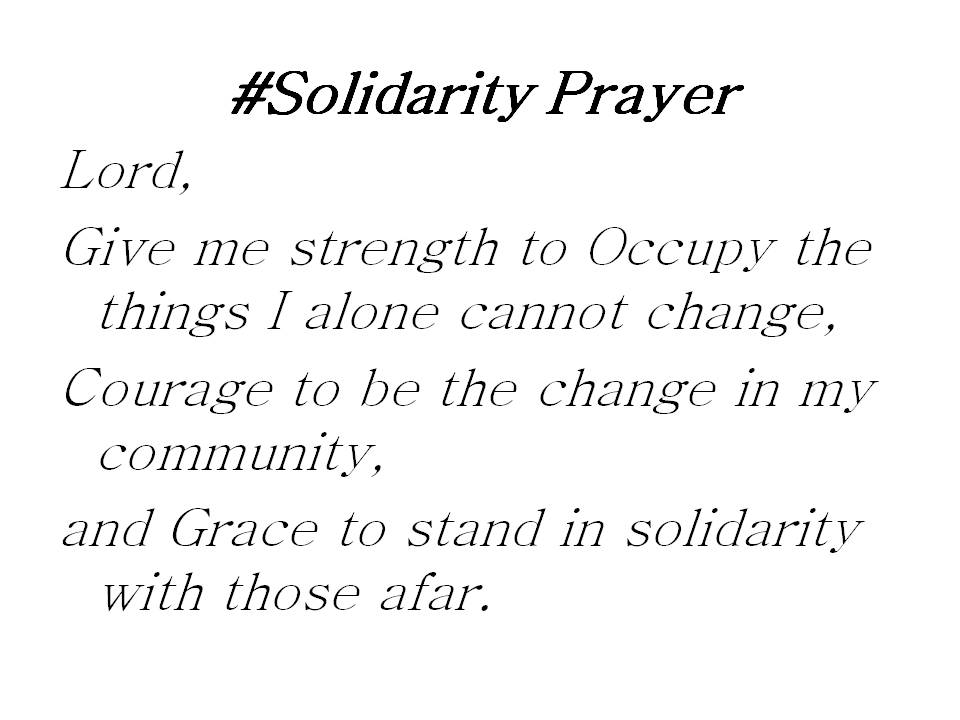 #Solidarity Prayer
Lord,
Give me strength to Occupy the
things I alone cannot change,
Courage to be the change in my
community,
and Grace to stand in solidarity
with those afar.